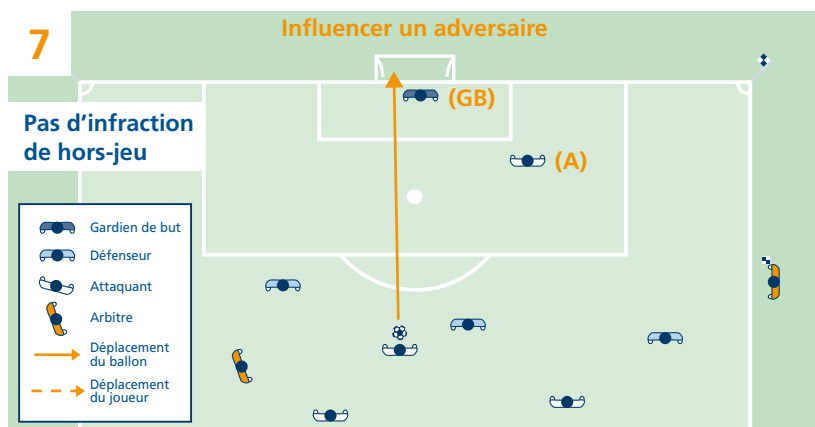 7
Influencer un adversaire
(GB)
Pas d’infraction
de hors-jeu
(A)
Gardien de but
Défenseur
Attaquant
Arbitre
Déplacement
du ballon
Déplacement
du joueur